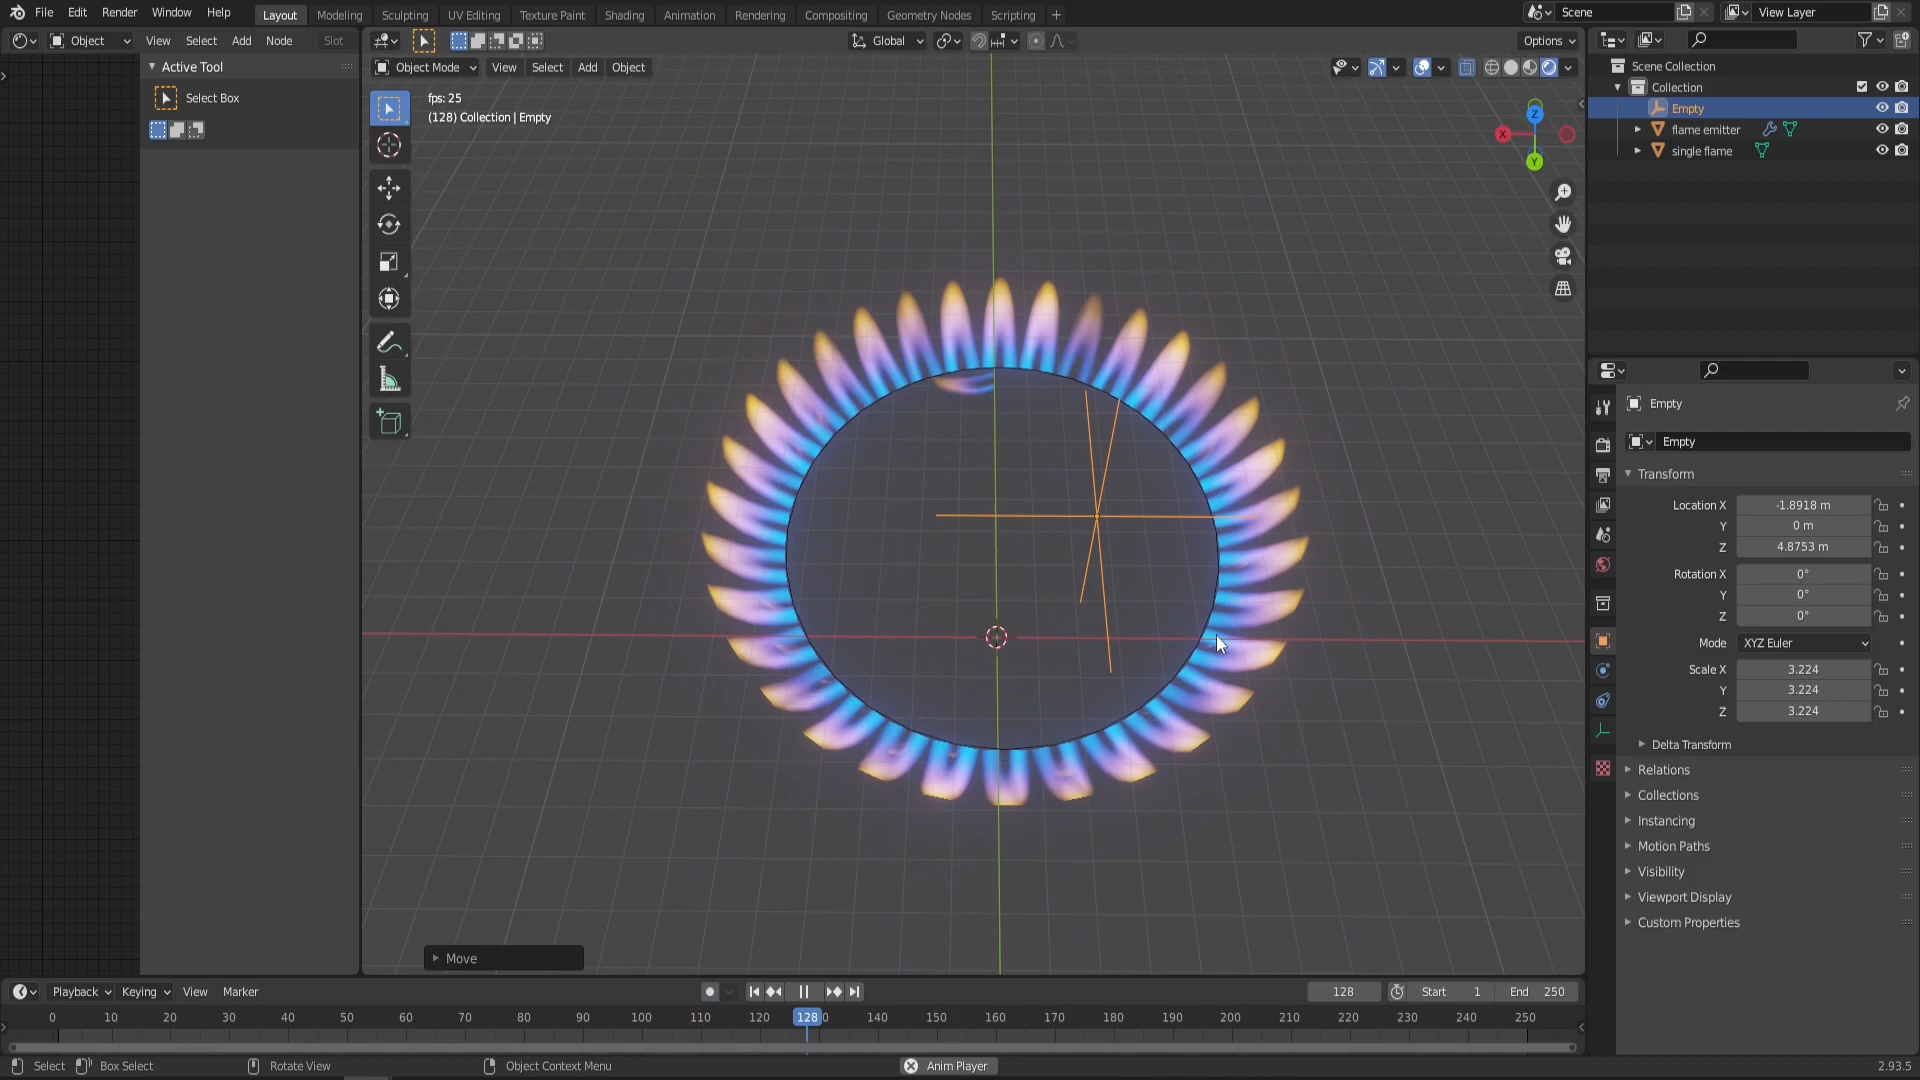 File Edit Render Window Help Layout Modeling Sculpting UV Editing Texture Paint Shading Animation Rendering Compositing Geometry Nodes Scripting + Scene View Layer
Object View Select Add Node Slot Global Options
Active Tool
Select Box
Object Mode View Select Add Object
fps: 25
(128) Collection | Empty
X Y Z
Scene Collection
Collection
Empty
flame emitter
single flame
Empty
Empty
Transform
Location X -1.8918 m
Y 0 m
Z 4.8753 m
Rotation X 0°
Y 0°
Z 0°
Mode XYZ Euler
Scale X 3.224
Y 3.224
Z 3.224
Delta Transform
Relations
Collections
Instancing
Motion Paths
Visibility
Viewport Display
Custom Properties
Move
Playback Keying View Marker 128 Start 1 End 250
0 10 20 30 40 50 60 70 80 90 100 110 120 128 0 140 150 160 170 180 190 200 210 220 230 240 250
Select Box Select Rotate View Object Context Menu Anim Player 2.93.5